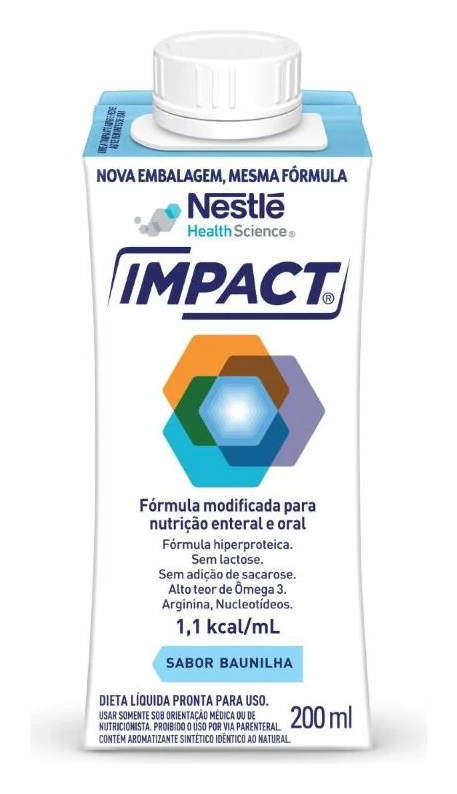 NOVA EMBALAGEM, MESMA FÓRMULA
Nestlé
HealthScience®
IMPACT®
Fórmula modificada para
nutrição enteral e oral
Fórmula hiperproteica.
Sem lactose.
Sem adição de sacarose.
Alto teor de Ômega 3.
Arginina, Nucleotídeos.
1,1 kcal/mL
SABOR BAUNILHA
DIETA LÍQUIDA PRONTA PARA USO.
USAR SOMENTE SOB ORIENTAÇÃO MÉDICA OU DE
NUTRICIONISTA. PROIBIDO O USO POR VIA PARENTERAL.
CONTÉM AROMATIZANTE SINTÉTICO IDÊNTICO AO NATURAL.
200 ml